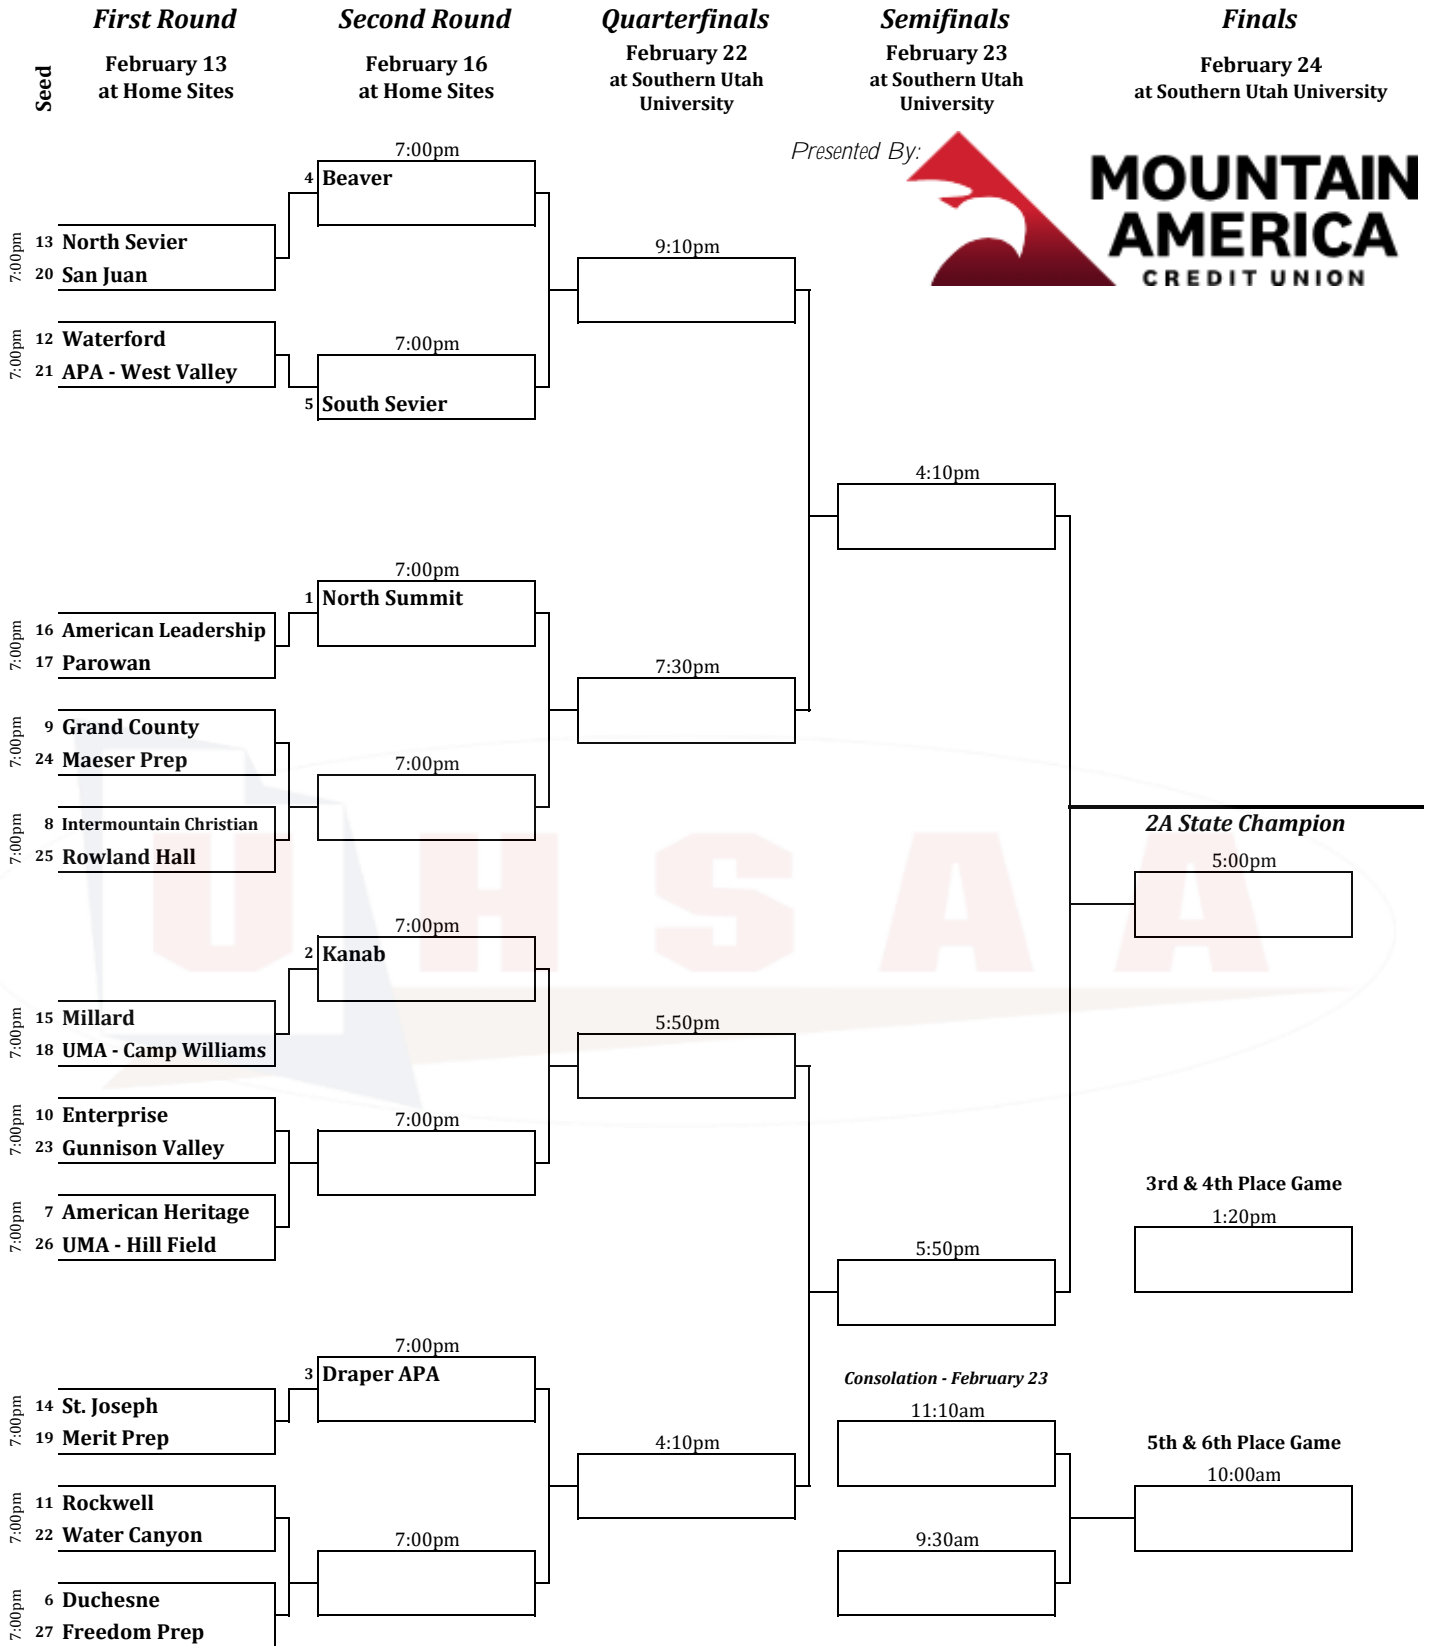 First Round
Second Round
Quarterfinals
Semifinals
Finals
Seed
February 13
at Home Sites
February 16
at Home Sites
February 22
at Southern Utah
University
February 23
at Southern Utah
University
February 24
at Southern Utah University
Presented By:
MOUNTAIN
AMERICA
CREDIT UNION
7:00pm
4 Beaver
7:00pm
13 North Sevier
20 San Juan
9:10pm
7:00pm
12 Waterford
21 APA - West Valley
7:00pm
5 South Sevier
4:10pm
7:00pm
1 North Summit
7:00pm
16 American Leadership
17 Parowan
7:30pm
7:00pm
9 Grand County
24 Maeser Prep
7:00pm
7:00pm
8 Intermountain Christian
25 Rowland Hall
2A State Champion
5:00pm
UHSAA
7:00pm
2 Kanab
7:00pm
15 Millard
18 UMA - Camp Williams
5:50pm
7:00pm
10 Enterprise
23 Gunnison Valley
7:00pm
7:00pm
7 American Heritage
26 UMA - Hill Field
3rd & 4th Place Game
1:20pm
5:50pm
7:00pm
3 Draper APA
Consolation - February 23
11:10am
7:00pm
14 St. Joseph
19 Merit Prep
4:10pm
5th & 6th Place Game
10:00am
7:00pm
11 Rockwell
22 Water Canyon
7:00pm
9:30am
7:00pm
6 Duchesne
27 Freedom Prep